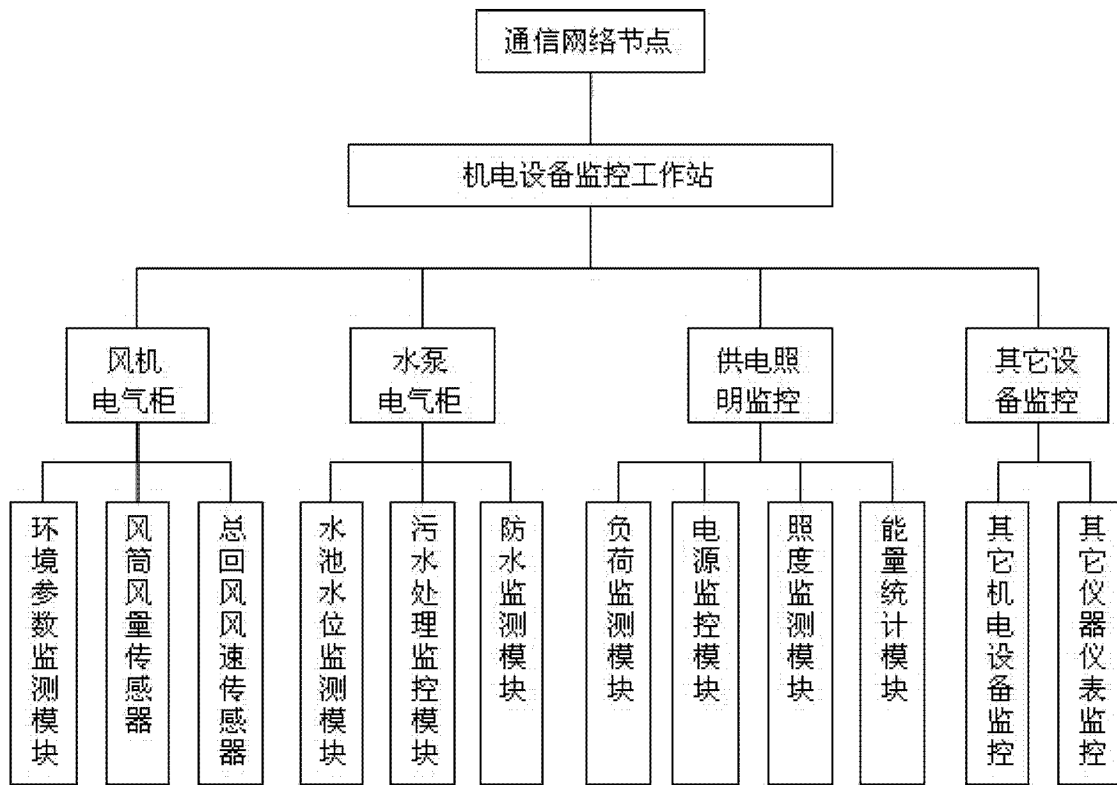 通信网络节点
机电设备监控工作站
风机
电气柜
水泵
电气柜
供电照
明监控
其它设
备监控
环境参数监测模块
风筒风量传感器
总回风风速传感器
水池水位监测模块
污水处理监控模块
防水监测模块
负荷监测模块
电源监控模块
照度监测模块
能量统计模块
其它机电设备监控
其它仪器仪表监控